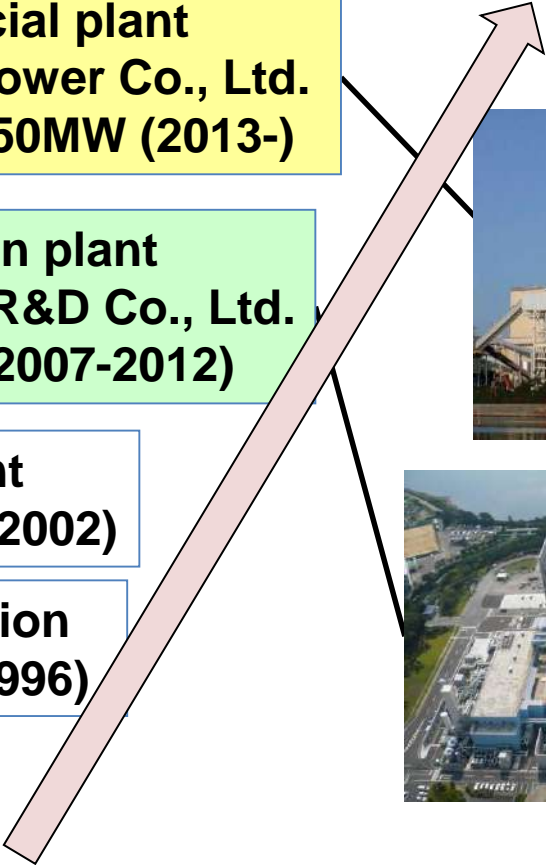 cial plant
ower Co., Ltd.
50MW (2013-)
n plant
R&D Co., Ltd.
2007-2012)
nt
2002)
ion
996)